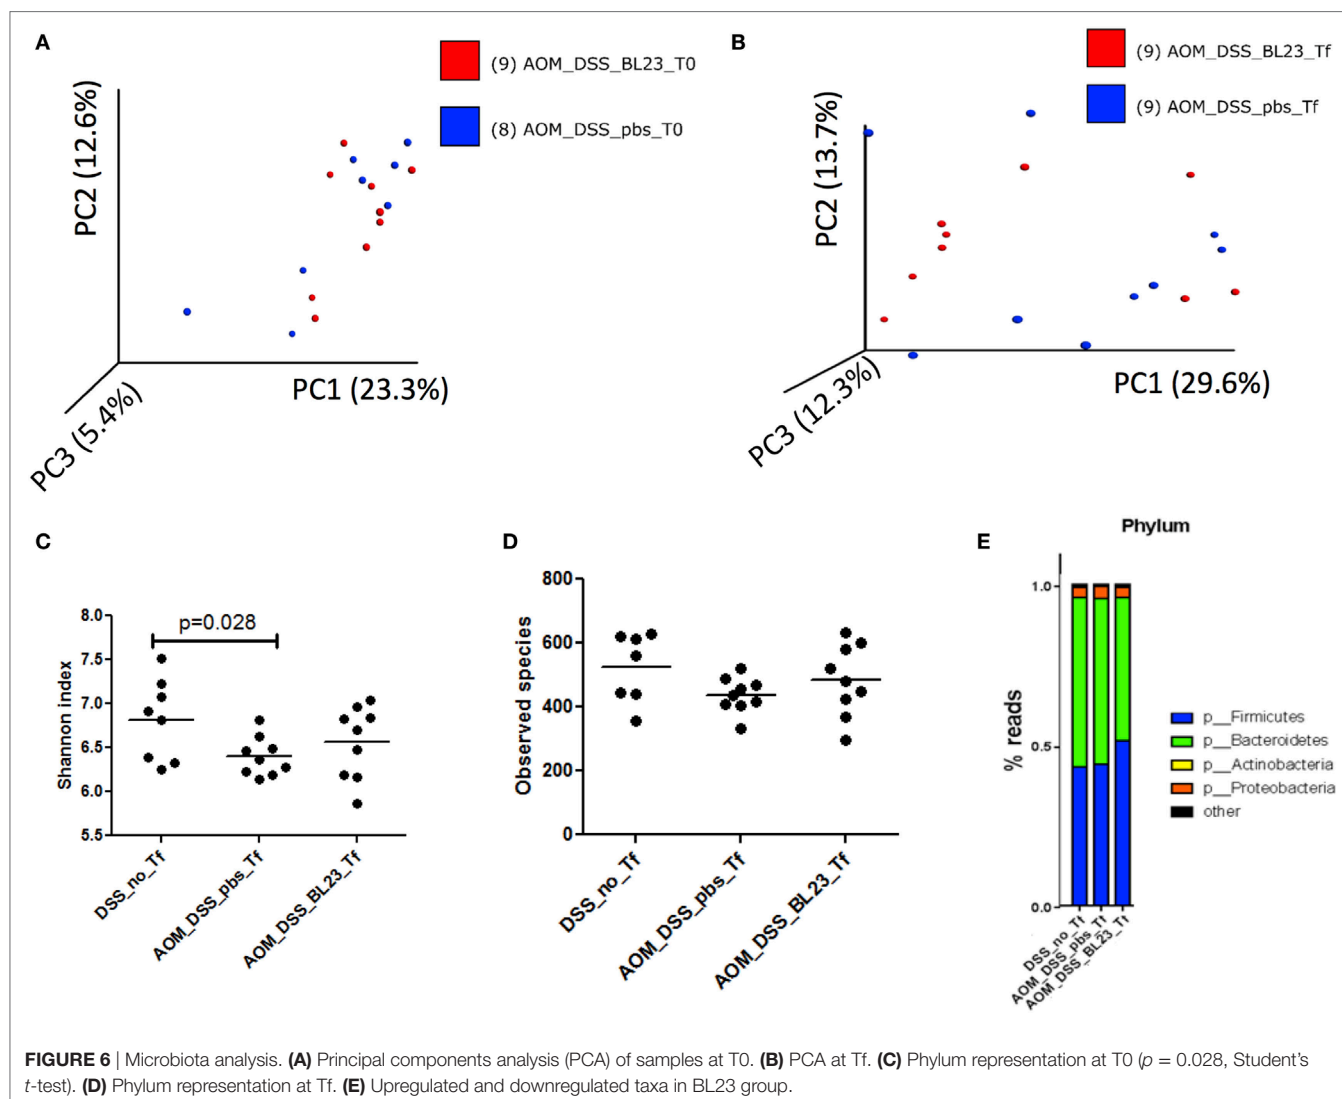 A
(9) AOM_DSS_BL23_T0
(8) AOM_DSS_pbs_T0
PC2 (12.6%)
PC1 (23.3%)
PC3 (5.4%)
B
(9) AOM_DSS_BL23_Tf
(9) AOM_DSS_pbs_Tf
PC2 (13.7%)
PC1 (29.6%)
PC3 (12.3%)
C
p=0.028
Shannon index
8.0
7.5
7.0
6.5
6.0
5.5
DSS_no_Tf
AOM_DSS_pbs_Tf
AOM_DSS_BL23_Tf
D
Observed species
800
600
400
200
0
DSS_no_Tf
AOM_DSS_pbs_Tf
AOM_DSS_BL23_Tf
E
Phylum
% reads
1.0
0.5
0.0
DSS_no_Tf
AOM_DSS_pbs_Tf
AOM_DSS_BL23_Tf
p__Firmicutes
p__Bacteroidetes
p__Actinobacteria
p__Proteobacteria
other
FIGURE 6 | Microbiota analysis. (A) Principal components analysis (PCA) of samples at T0. (B) PCA at Tf. (C) Phylum representation at T0 (p = 0.028, Student's
t-test). (D) Phylum representation at Tf. (E) Upregulated and downregulated taxa in BL23 group.